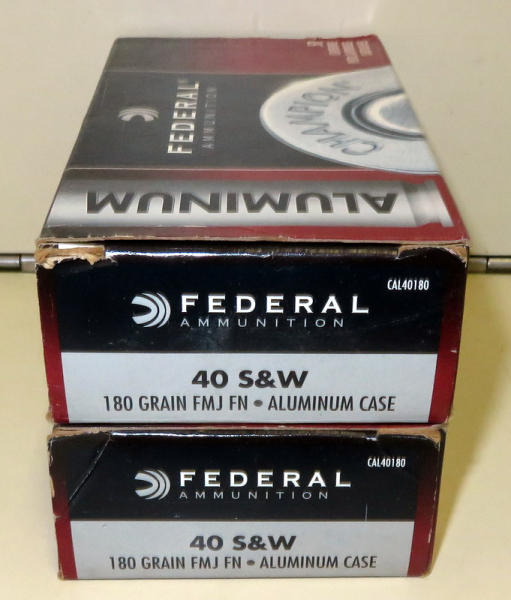 FEDERAL
AMMUNITION
CHAMPION
ALUMINUM
CAL40180
FEDERAL
AMMUNITION
40 S&W
180 GRAIN FMJ FN • ALUMINUM CASE
CAL40180
FEDERAL
AMMUNITION
40 S&W
180 GRAIN FMJ FN • ALUMINUM CASE